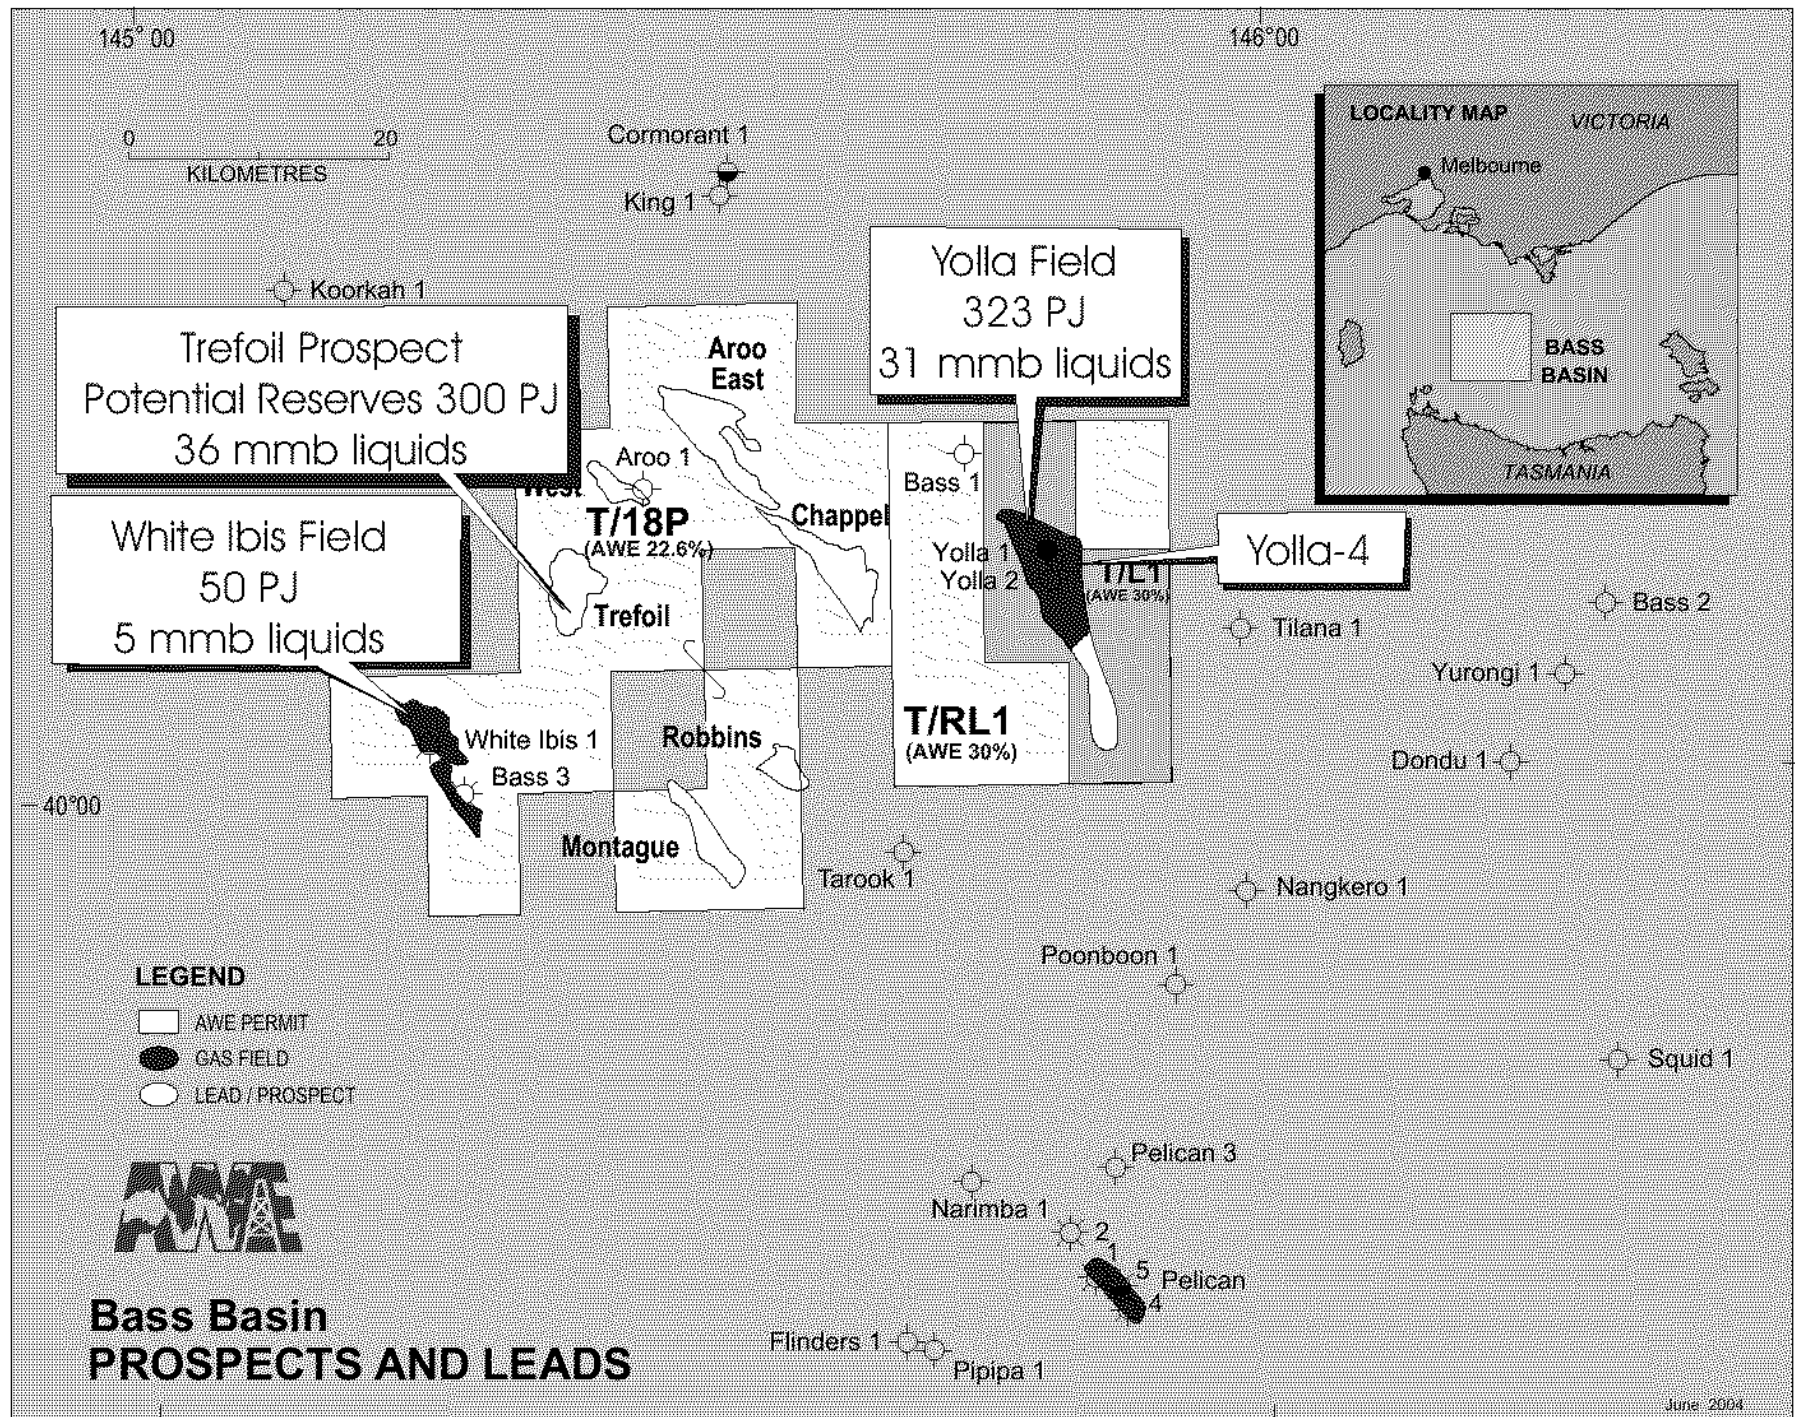 145° 00
146°00
0 20
KILOMETRES
Cormorant 1
King 1
Koorkah 1
LOCALITY MAP
VICTORIA
Melbourne
BASS
BASIN
TASMANIA
Yolla Field
323 PJ
31 mmb liquids
Trefoil Prospect
Potential Reserves 300 PJ
36 mmb liquids
Aroo
East
Aroo 1
West
T/18P
(AWE 22.6%)
Chappel
Bass 1
White Ibis Field
50 PJ
5 mmb liquids
Yolla 1
Yolla 2
Yolla-4
T/L1
(AWE 30%)
Trefoil
Bass 2
Tilana 1
Yurongi 1
T/RL1
(AWE 30%)
White Ibis 1
Robbins
Bass 3
Dondu 1
40°00
Montague
Tarook 1
Nangkero 1
Poonboon 1
LEGEND
AWE PERMIT
GAS FIELD
LEAD / PROSPECT
Squid 1
Pelican 3
Narimba 1
2
1
5
Pelican
4
AWE
Bass Basin
PROSPECTS AND LEADS
Flinders 1
Pipipa 1
June 2004